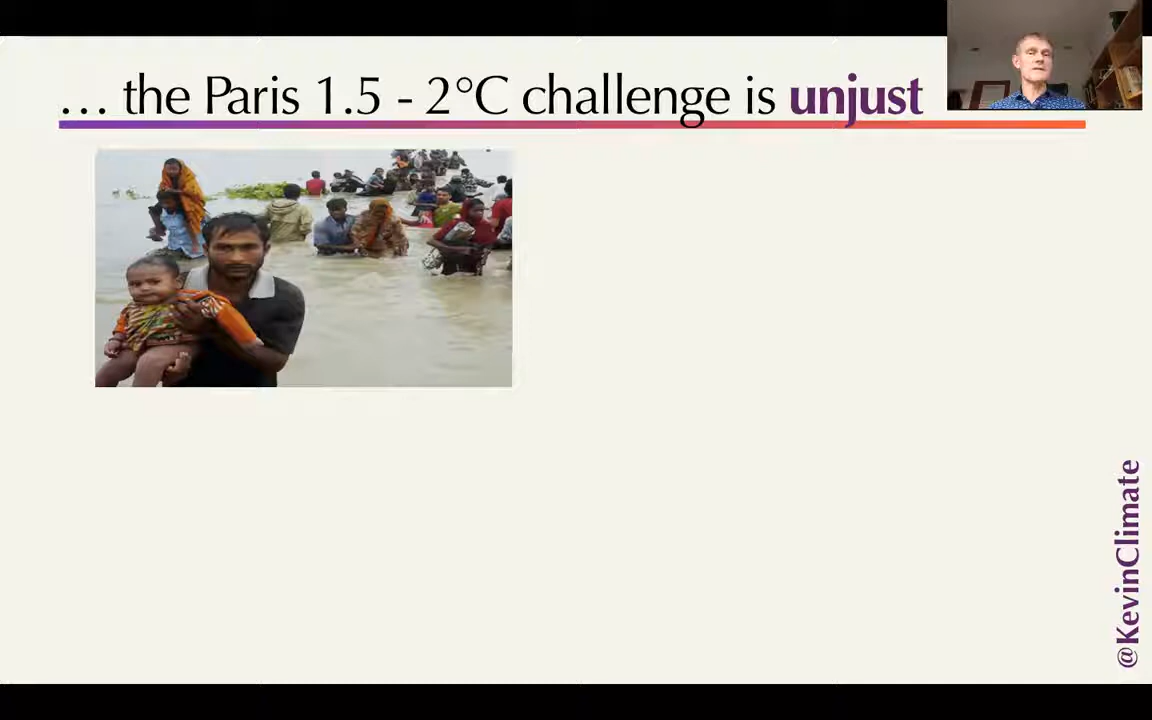 … the Paris 1.5 - 2°C challenge is unjust
@KevinClimate